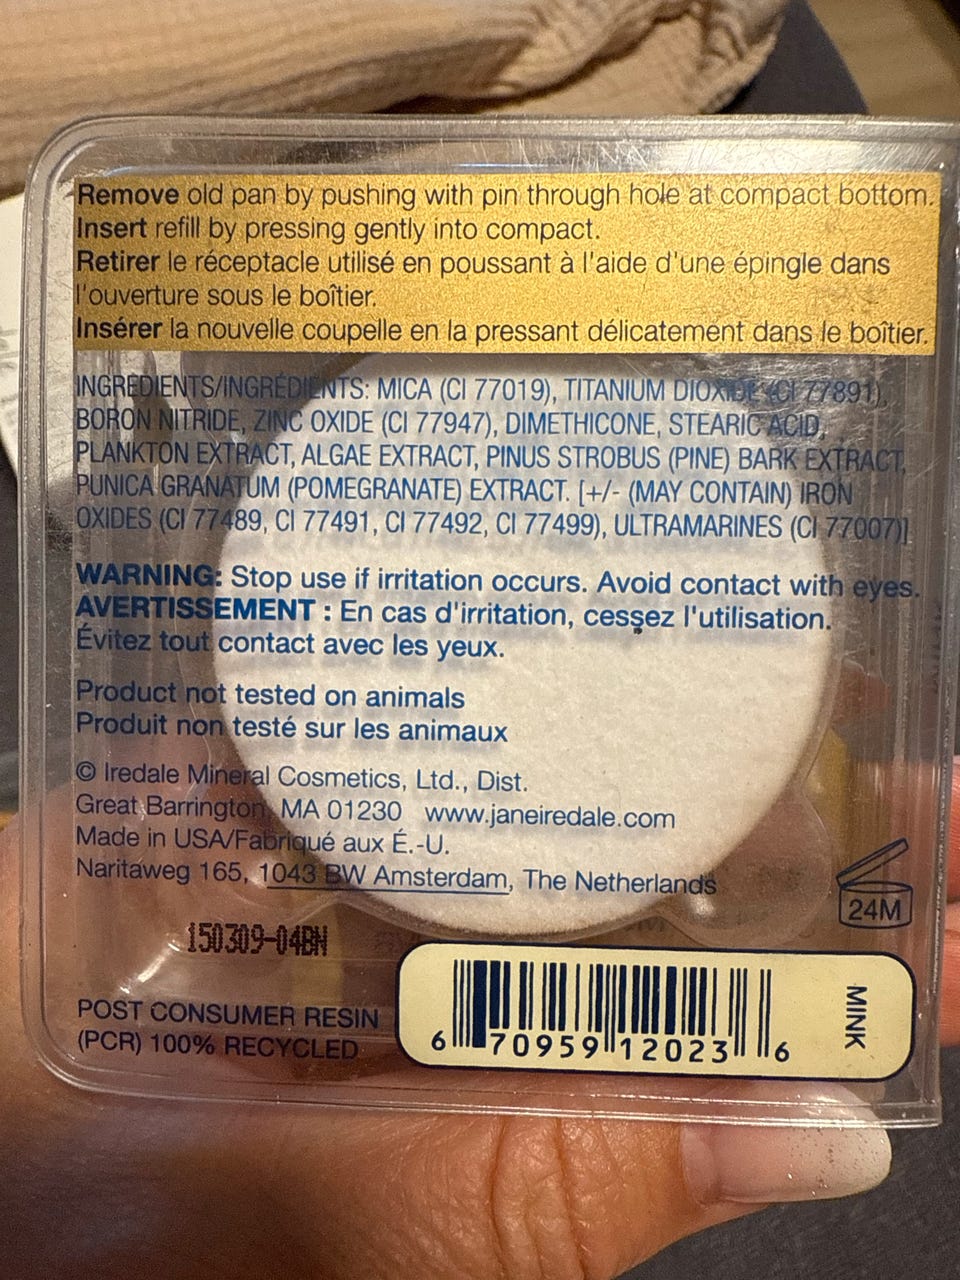 Remove old pan by pushing with pin through hole at compact bottom.
Insert refill by pressing gently into compact.
Retirer le réceptacle utilisé en poussant à l'aide d'une épingle dans
l'ouverture sous le boîtier.
Insérer la nouvelle coupelle en la pressant délicatement dans le boîtier.
INGREDIENTS/INGRÉDIENTS: MICA (CI 77019), TITANIUM DIOXIDE (CI 77891),
BORON NITRIDE, ZINC OXIDE (CI 77947), DIMETHICONE, STEARIC ACID,
PLANKTON EXTRACT, ALGAE EXTRACT, PINUS STROBUS (PINE) BARK EXTRACT,
PUNICA GRANATUM (POMEGRANATE) EXTRACT. [+/- (MAY CONTAIN) IRON
OXIDES (CI 77489, CI 77491, CI 77492, CI 77499), ULTRAMARINES (CI 77007)]
WARNING: Stop use if irritation occurs. Avoid contact with eyes.
AVERTISSEMENT : En cas d'irritation, cessez l'utilisation.
Évitez tout contact avec les yeux.
Product not tested on animals
Produit non testé sur les animaux
© Iredale Mineral Cosmetics, Ltd., Dist.
Great Barrington, MA 01230 www.janeiredale.com
Made in USA/Fabriqué aux É.-U.
Naritaweg 165, 1043 BW Amsterdam, The Netherlands
24M
150309-04BN
POST CONSUMER RESIN
(PCR) 100% RECYCLED
6 70959 12023 6
MINK